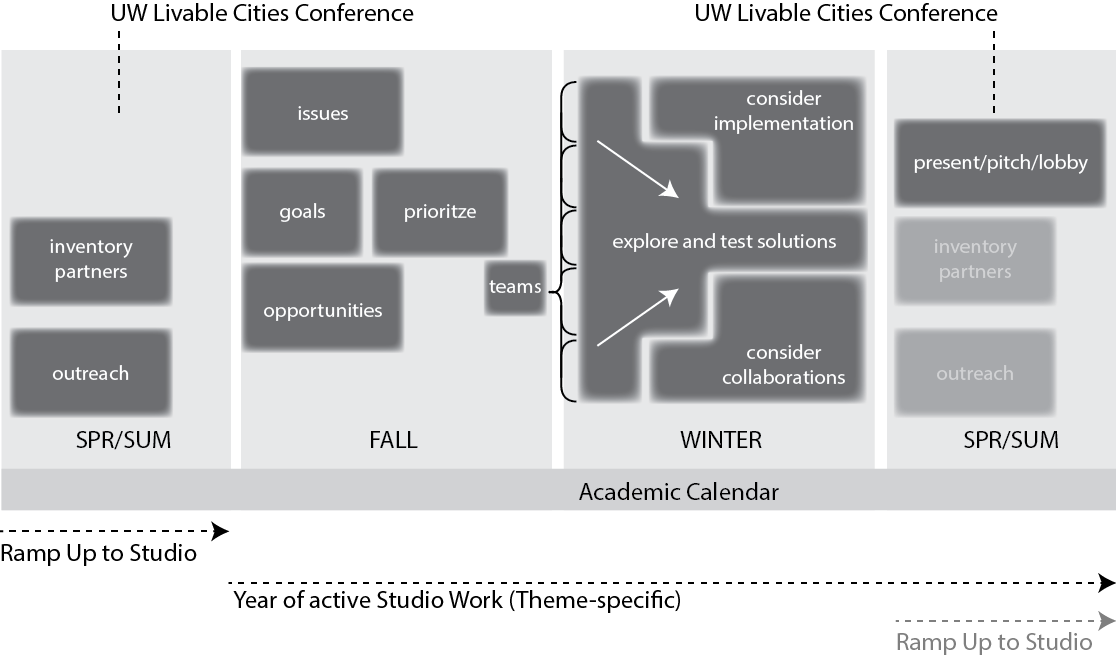 UW Livable Cities Conference
UW Livable Cities Conference
inventory
partners
outreach
SPR/SUM
issues
goals
prioritze
opportunities
teams
FALL
consider
implementation
explore and test solutions
consider
collaborations
WINTER
present/pitch/lobby
inventory
partners
outreach
SPR/SUM
Academic Calendar
Ramp Up to Studio
Year of active Studio Work (Theme-specific)
Ramp Up to Studio